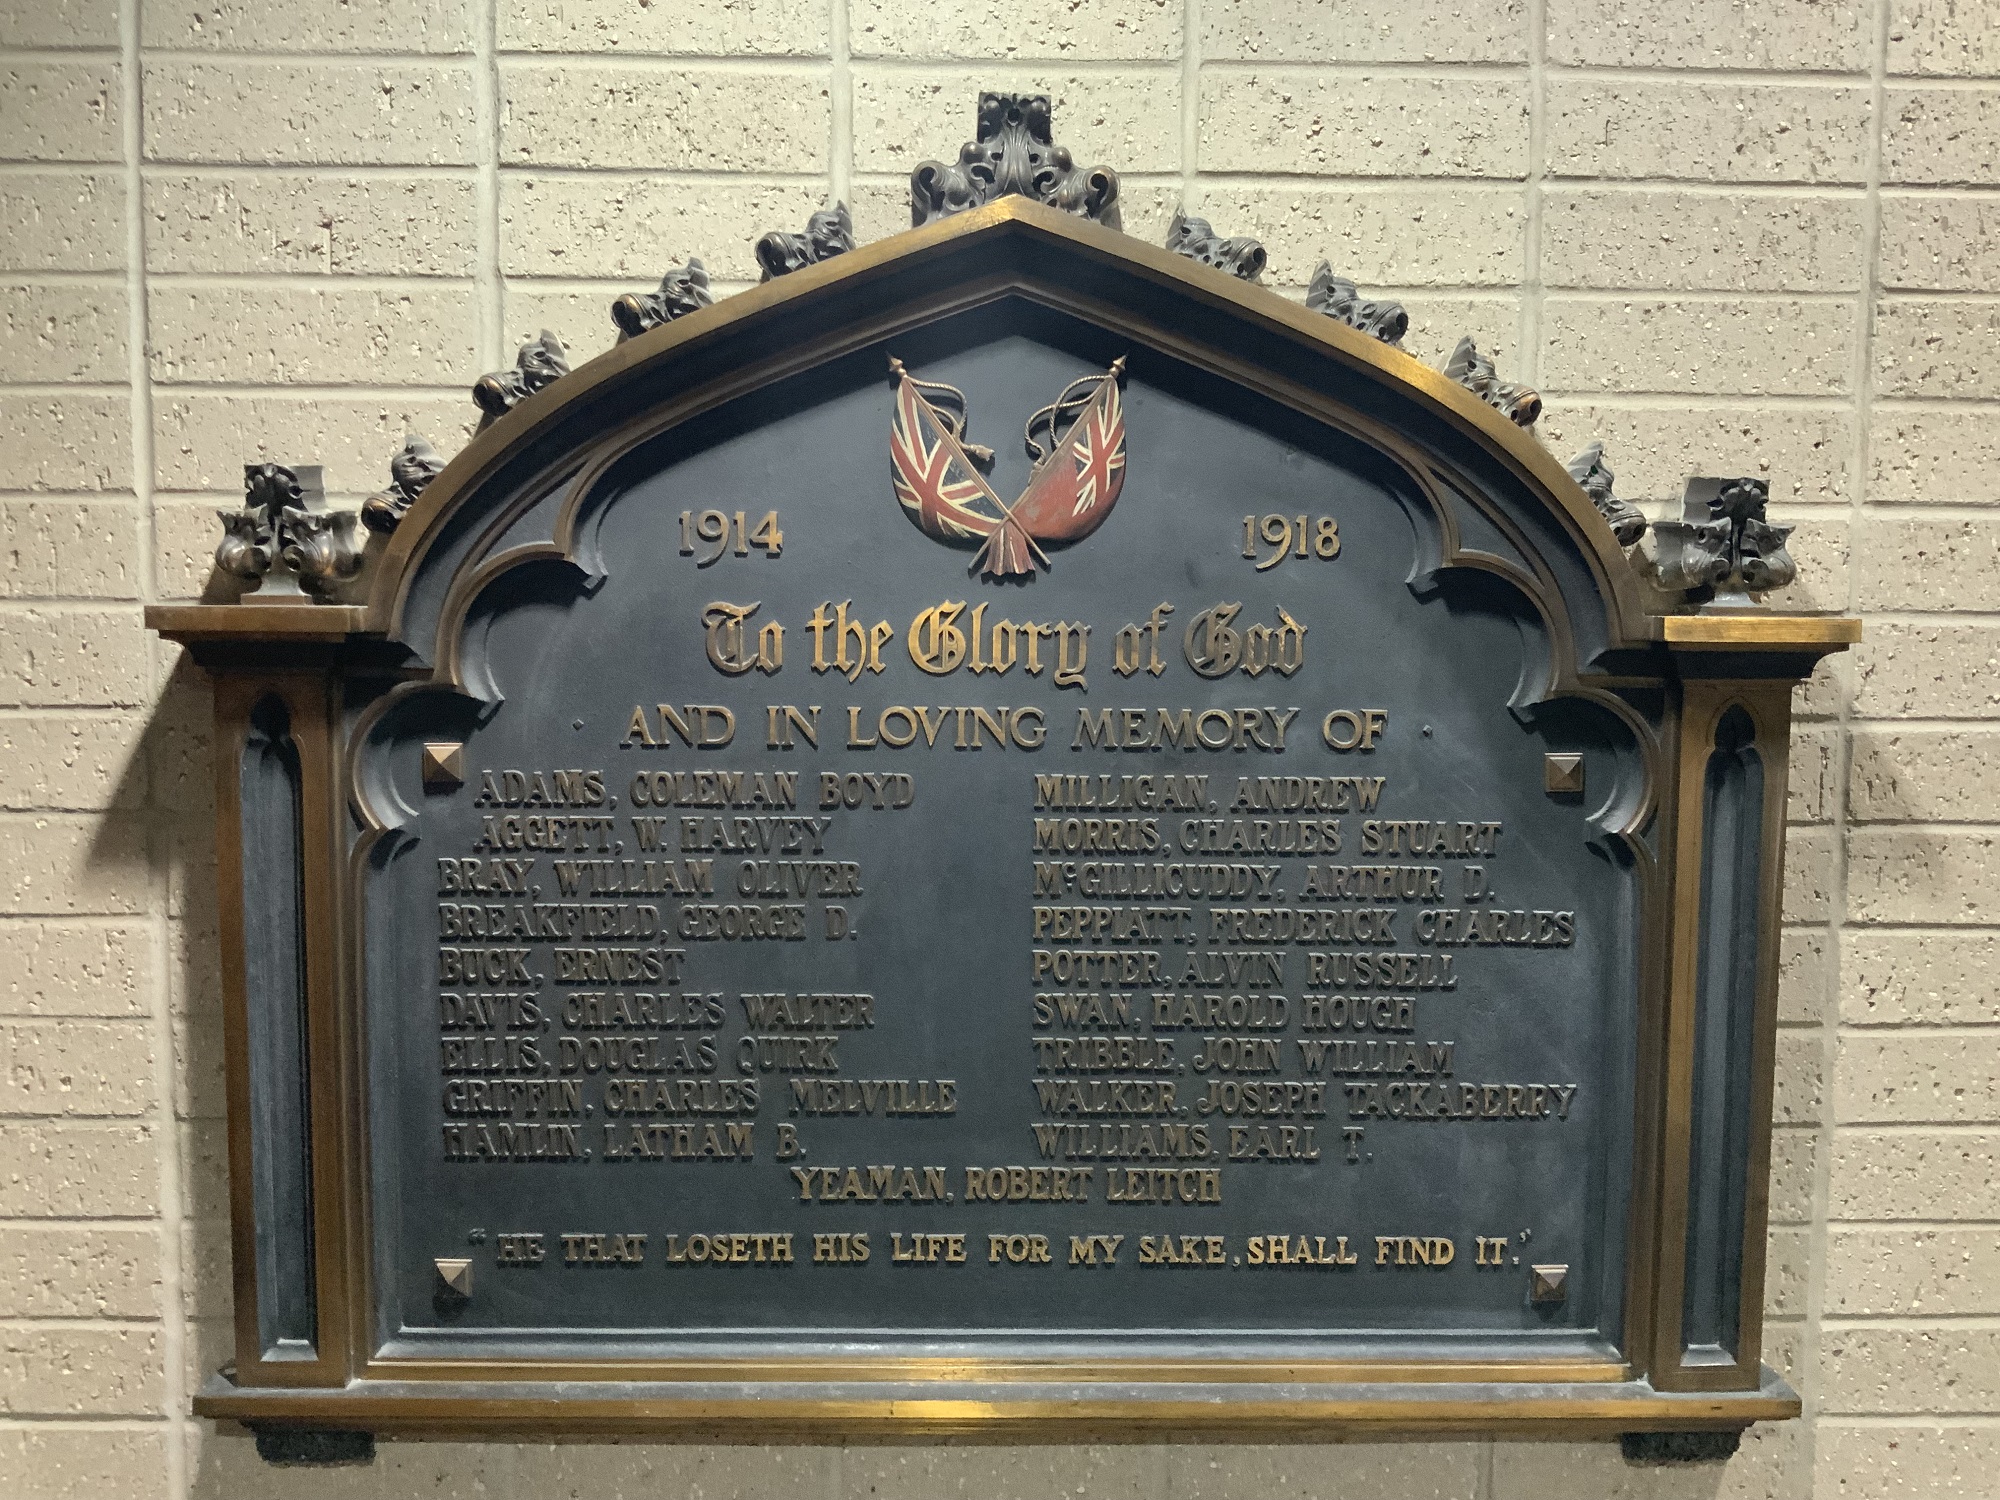 1914 1918
To the Glory of God
AND IN LOVING MEMORY OF
ADAMS, COLEMAN BOYD
AGGETT, W. HARVEY
BRAY, WILLIAM OLIVER
BREAKFIELD, GEORGE D.
BUCK, ERNEST
DAVIS, CHARLES WALTER
ELLIS, DOUGLAS QUIRK
GRIFFIN, CHARLES MELVILLE
HAMLIN, LATHAM B.
MILLIGAN, ANDREW
MORRIS, CHARLES STUART
McGILLICUDDY, ARTHUR D.
PEPPIATT, FREDERICK CHARLES
POTTER, ALVIN RUSSELL
SWAN, HAROLD HOUGH
TRIBBLE, JOHN WILLIAM
WALKER, JOSEPH TACKABERRY
WILLIAMS, EARL T.
YEAMAN, ROBERT LEITCH
"HE THAT LOSETH HIS LIFE FOR MY SAKE, SHALL FIND IT."